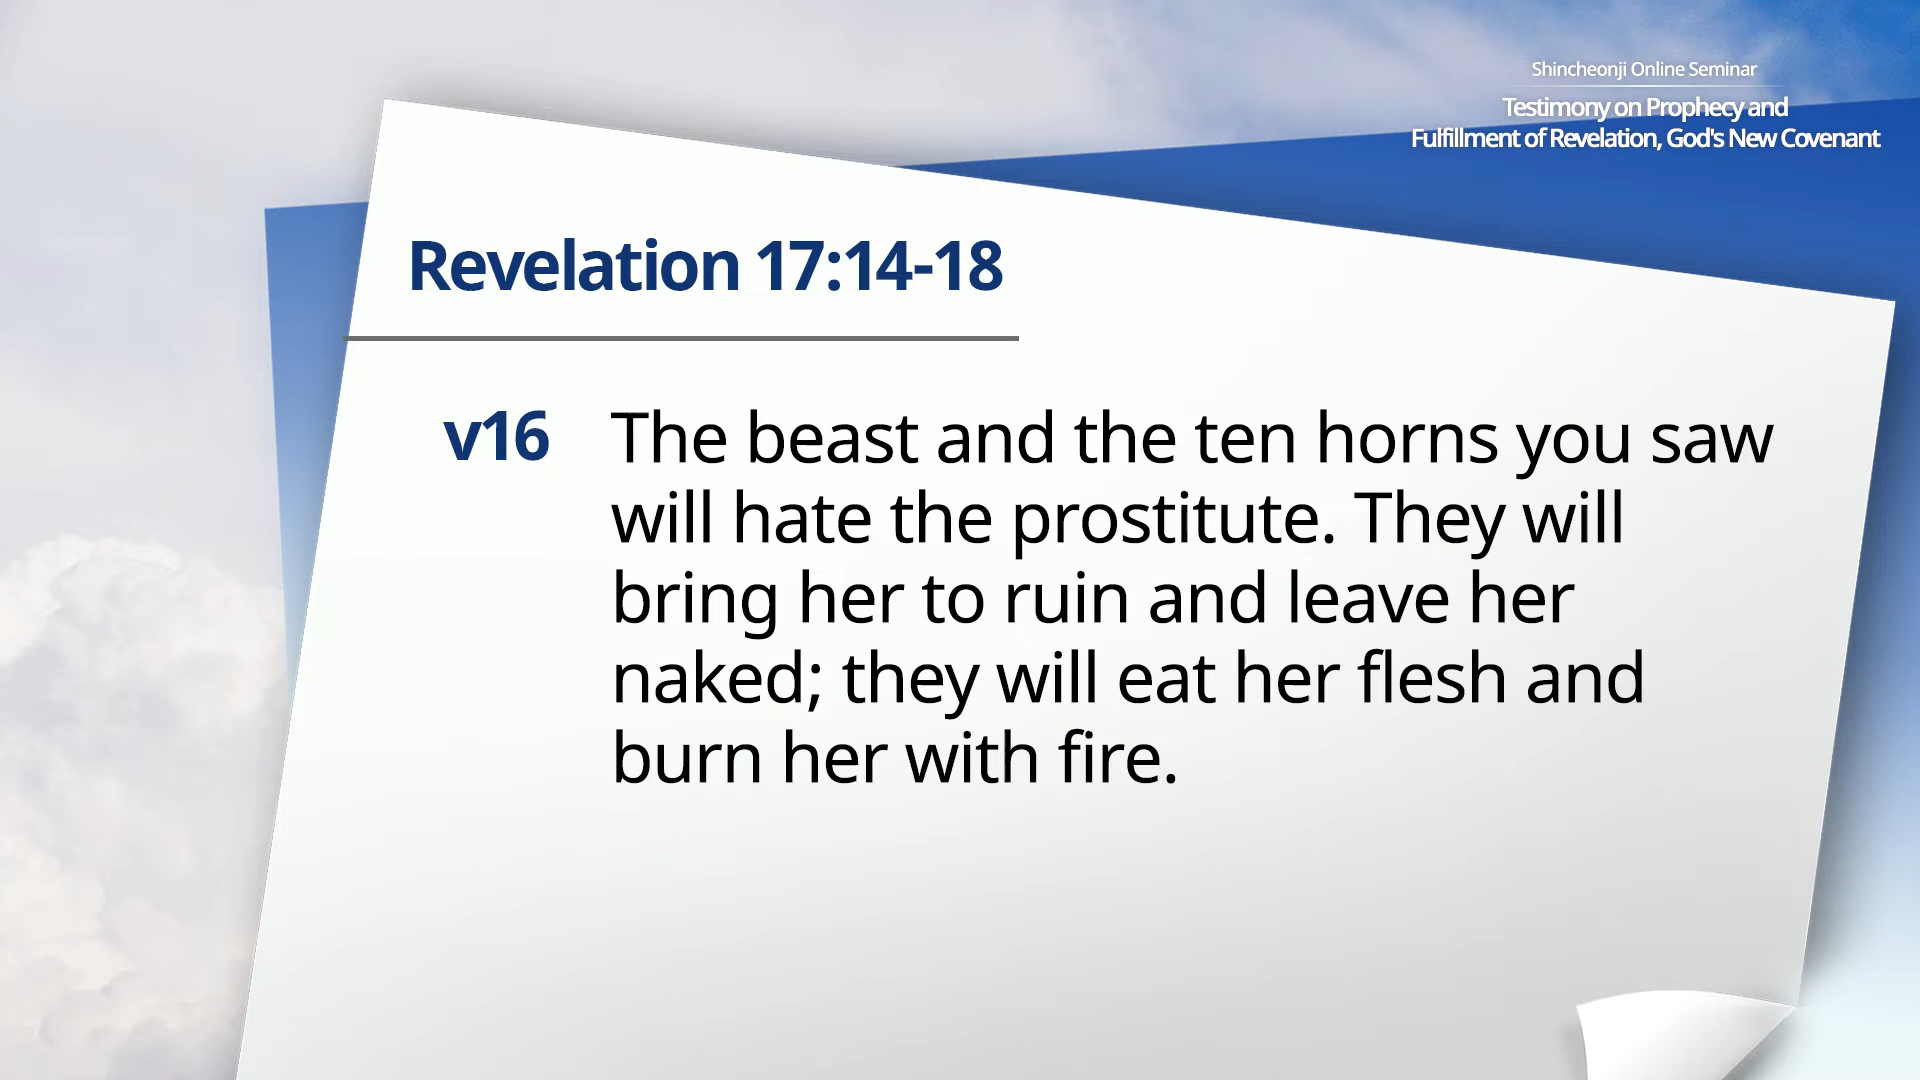 Shincheonji Online Seminar
Testimony on Prophecy and
Fulfillment of Revelation, God's New Covenant
Revelation 17:14-18
v16 The beast and the ten horns you saw
will hate the prostitute. They will
bring her to ruin and leave her
naked; they will eat her flesh and
burn her with fire.